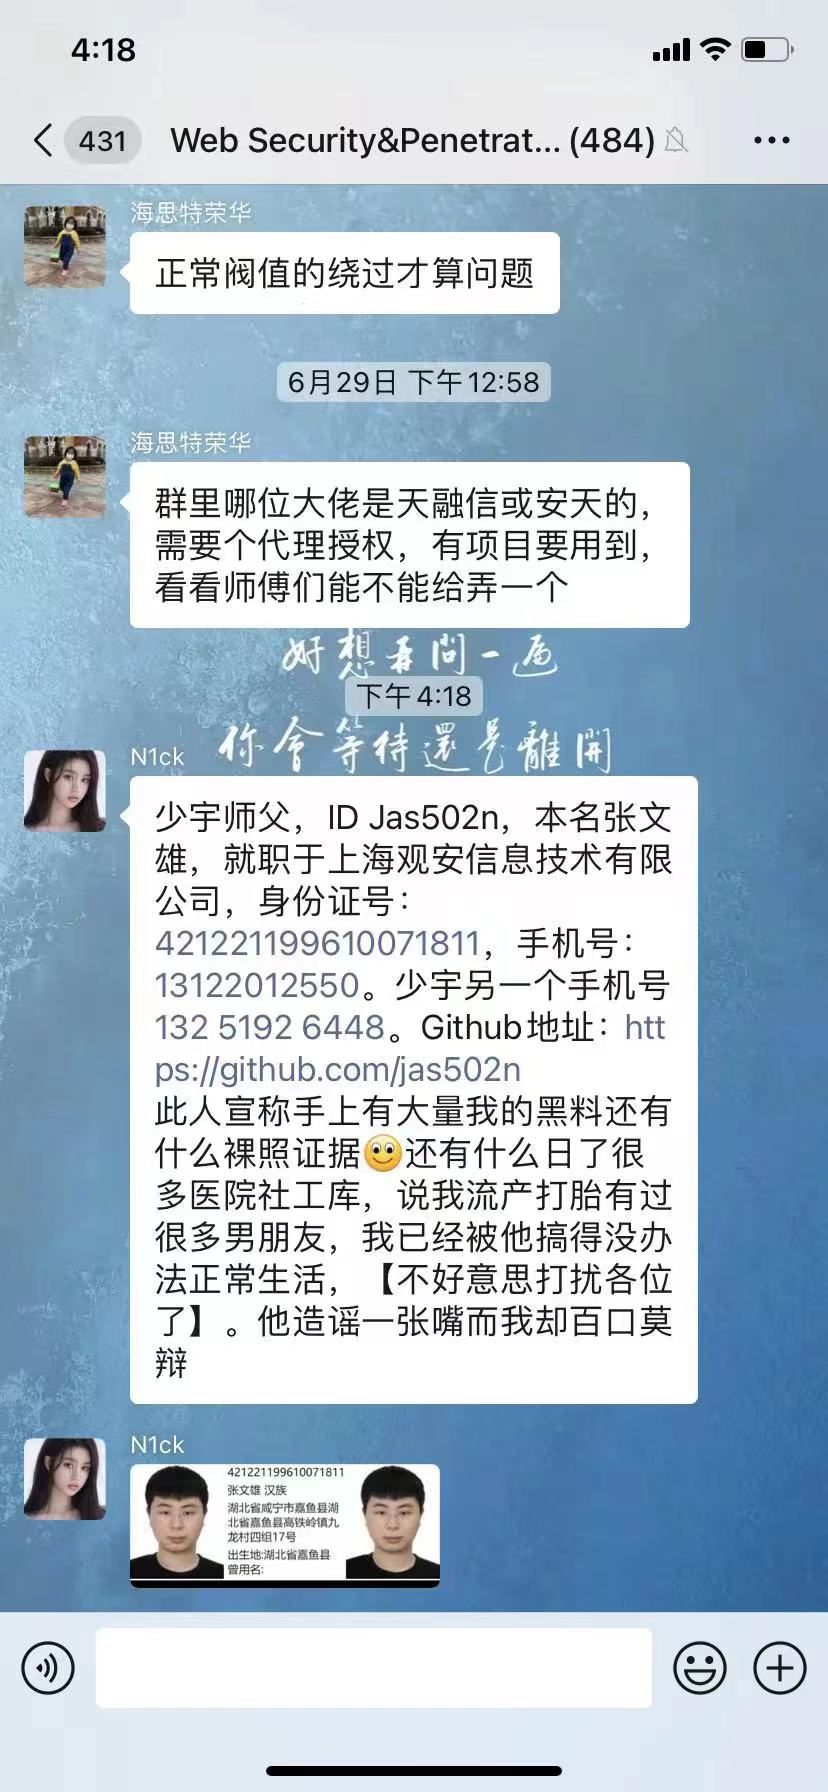 4:18
431
Web Security&Penetrat... (484)
海思特荣华
正常阀值的绕过才算问题
6月29日 下午12:58
海思特荣华
群里哪位大佬是天融信或安天的，
需要个代理授权，有项目要用到，
看看师傅们能不能给弄一个
好想再問一遍
下午4:18
你會等待還是離開
N1ck
少宇师父，ID Jas502n，本名张文
雄，就职于上海观安信息技术有限
公司，身份证号：
421221199610071811，手机号：
13122012550。少宇另一个手机号
132 5192 6448。Github地址：htt
ps://github.com/jas502n
此人宣称手上有大量我的黑料还有
什么裸照证据🙂还有什么日了很
多医院社工库，说我流产打胎有过
很多男朋友，我已经被他搞得没办
法正常生活，【不好意思打扰各位
了】。他造谣一张嘴而我却百口莫
辩
N1ck
421221199610071811
张文雄 汉族
湖北省咸宁市嘉鱼县湖
北省嘉鱼县高铁岭镇九
龙村四组17号
出生地:湖北省嘉鱼县
曾用名: